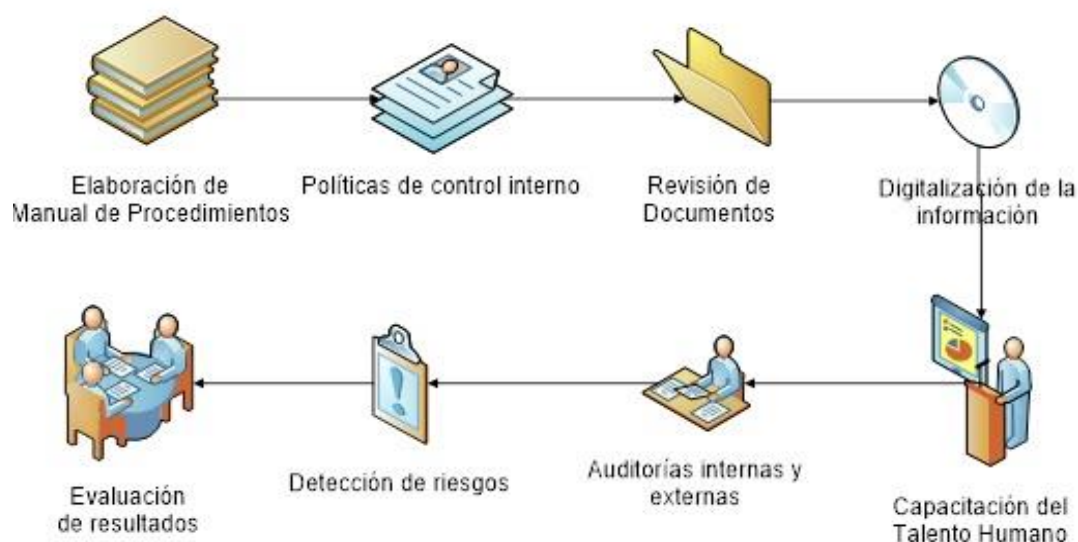 Elaboración de
Manual de Procedimientos
Políticas de control interno
Revisión de
Documentos
Digitalización de la
información
Capacitación del
Talento Humano
Auditorías internas y
externas
Detección de riesgos
Evaluación
de resultados